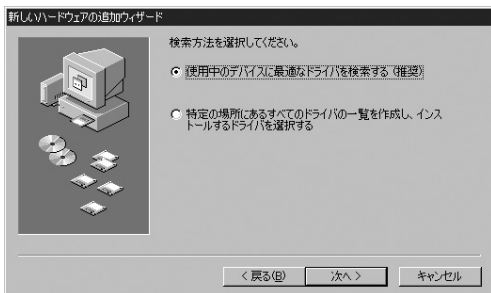 新しいハードウェアの追加ウィザード
検索方法を選択してください。
使用中のデバイスに最適なドライバを検索する (推奨)
特定の場所にあるすべてのドライバの一覧を作成し、インス
トールするドライバを選択する
< 戻る(B)
次へ >
キャンセル